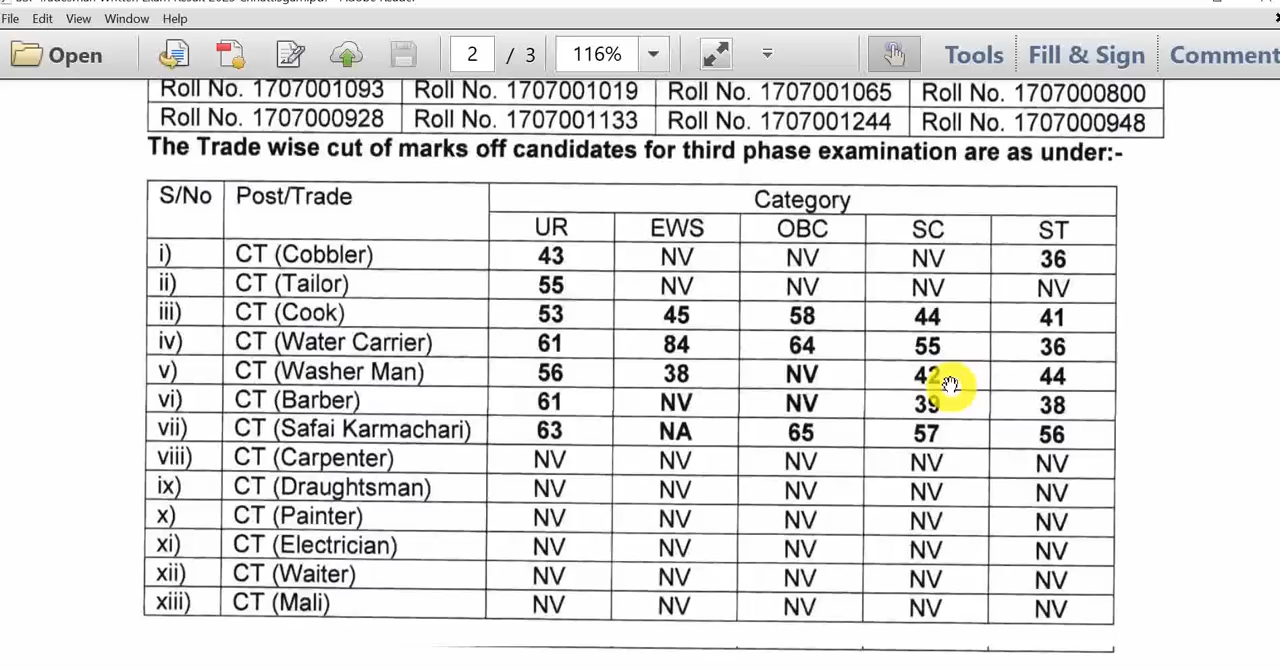 File Edit View Window Help
Open 2 / 3 116% Tools Fill & Sign Comment
Roll No. 1707001093 Roll No. 1707001019 Roll No. 1707001065 Roll No. 1707000800
Roll No. 1707000928 Roll No. 1707001133 Roll No. 1707001244 Roll No. 1707000948
The Trade wise cut of marks off candidates for third phase examination are as under:-
S/No Post/Trade Category
UR EWS OBC SC ST
i) CT (Cobbler) 43 NV NV NV 36
ii) CT (Tailor) 55 NV NV NV NV
iii) CT (Cook) 53 45 58 44 41
iv) CT (Water Carrier) 61 84 64 55 36
v) CT (Washer Man) 56 38 NV 42 44
vi) CT (Barber) 61 NV NV 39 38
vii) CT (Safai Karmachari) 63 NA 65 57 56
viii) CT (Carpenter) NV NV NV NV NV
ix) CT (Draughtsman) NV NV NV NV NV
x) CT (Painter) NV NV NV NV NV
xi) CT (Electrician) NV NV NV NV NV
xii) CT (Waiter) NV NV NV NV NV
xiii) CT (Mali) NV NV NV NV NV